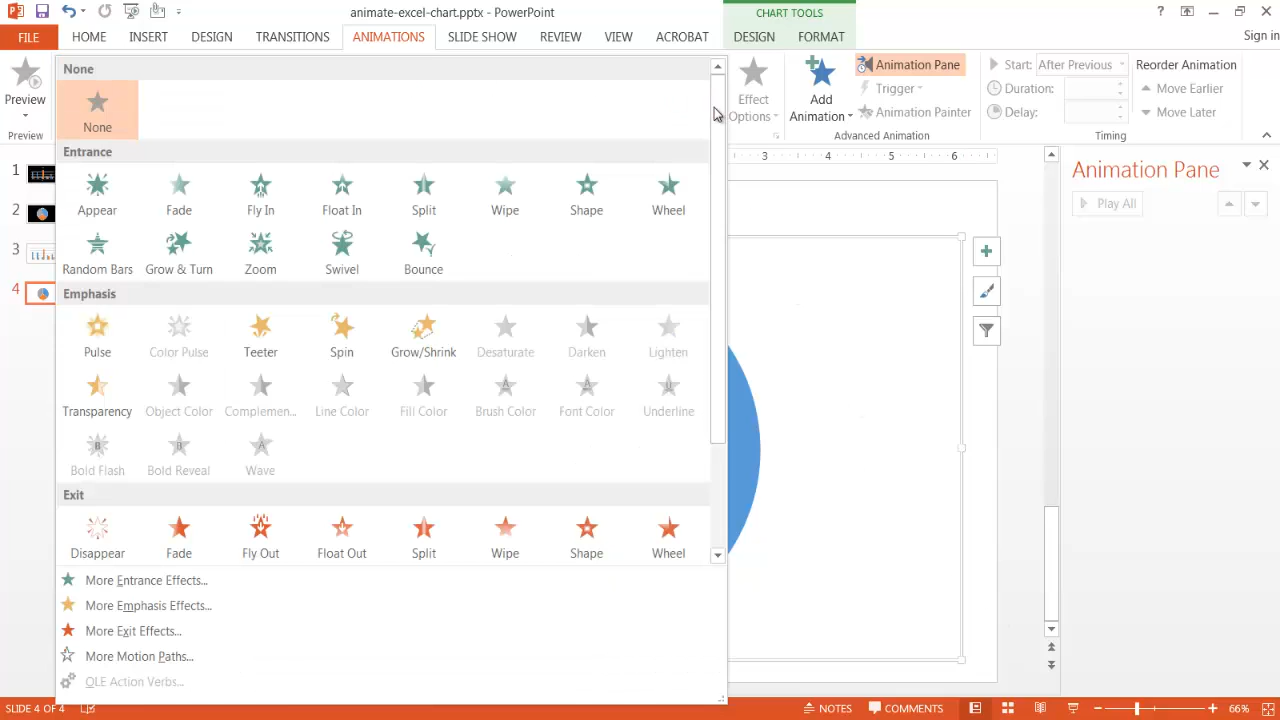 animate-excel-chart.pptx - PowerPoint
CHART TOOLS
?
FILE
HOME
INSERT
DESIGN
TRANSITIONS
ANIMATIONS
SLIDE SHOW
REVIEW
VIEW
ACROBAT
DESIGN
FORMAT
Sign in
Preview
Preview
None
None
Entrance
Appear
Fade
Fly In
Float In
Split
Wipe
Shape
Wheel
Random Bars
Grow & Turn
Zoom
Swivel
Bounce
Emphasis
Pulse
Color Pulse
Teeter
Spin
Grow/Shrink
Desaturate
Darken
Lighten
Transparency
Object Color
Complemen...
Line Color
Fill Color
Brush Color
Font Color
Underline
Bold Flash
Bold Reveal
Wave
Exit
Disappear
Fade
Fly Out
Float Out
Split
Wipe
Shape
Wheel
More Entrance Effects...
More Emphasis Effects...
More Exit Effects...
More Motion Paths...
OLE Action Verbs...
Effect
Options
Add
Animation
Animation Pane
Trigger
Animation Painter
Advanced Animation
Start: After Previous
Duration:
Delay:
Reorder Animation
Move Earlier
Move Later
Timing
1
2
3
4
3 4 5 6
Animation Pane
Play All
SLIDE 4 OF 4
NOTES
COMMENTS
66%